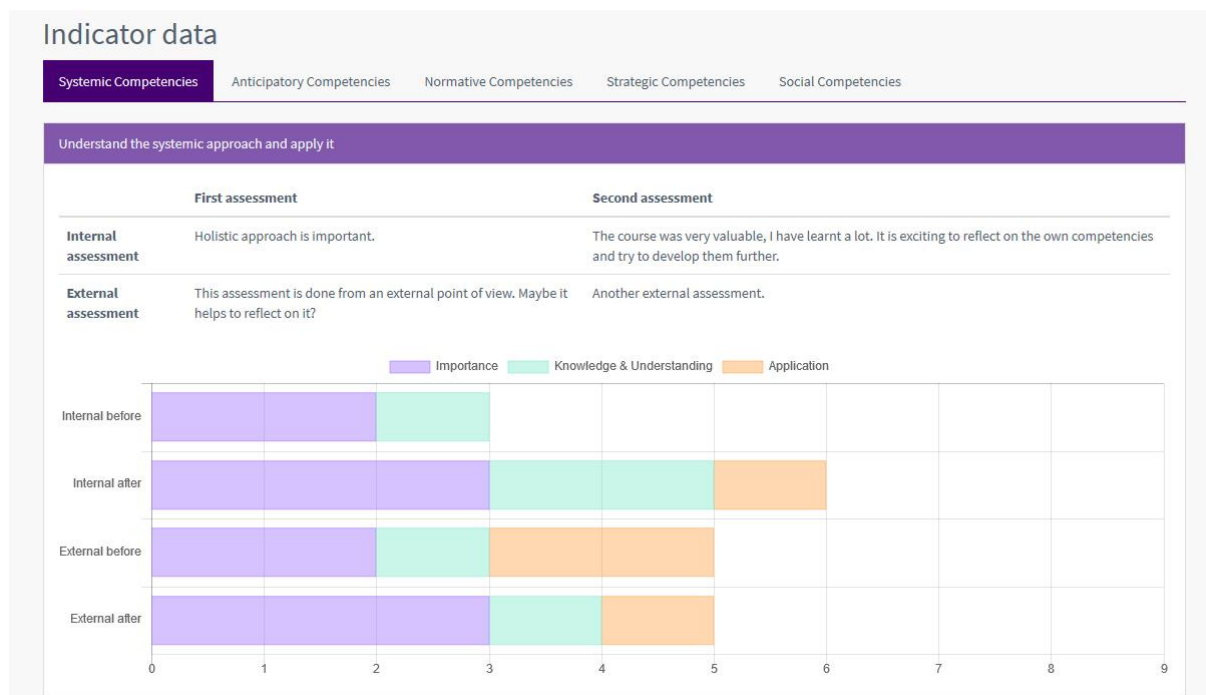 Indicator data
Systemic Competencies Anticipatory Competencies Normative Competencies Strategic Competencies Social Competencies
Understand the systemic approach and apply it
First assessment Second assessment
Internal assessment
Holistic approach is important.
The course was very valuable, I have learnt a lot. It is exciting to reflect on the own competencies
and try to develop them further.
External assessment
This assessment is done from an external point of view. Maybe it
helps to reflect on it?
Another external assessment.
Importance Knowledge & Understanding Application
Internal before
Internal after
External before
External after
0 1 2 3 4 5 6 7 8 9